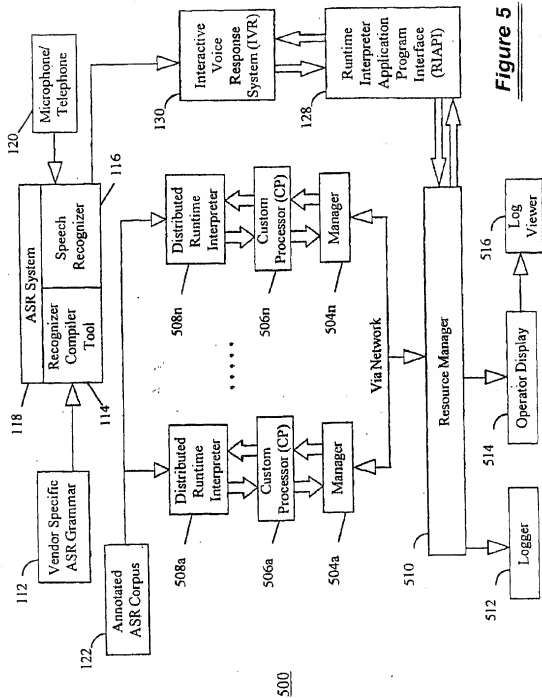 Microphone/
Telephone
120
ASR System
118
Recognizer
Compiler
Tool
114
Speech
Recognizer
116
Vendor Specific
ASR Grammar
112
Annotated
ASR Corpus
122
Interactive
Voice
Response
System (IVR)
130
Runtime
Interpreter
Application
Program
Interface
(RIAPI)
128
Distributed
Runtime
Interpreter
508a
Custom
Processor (CP)
506a
Manager
504a
.....
Distributed
Runtime
Interpreter
508n
Custom
Processor (CP)
506n
Manager
504n
Via Network
Resource Manager
510
Logger
512
Operator Display
514
Log
Viewer
516
500
Figure 5